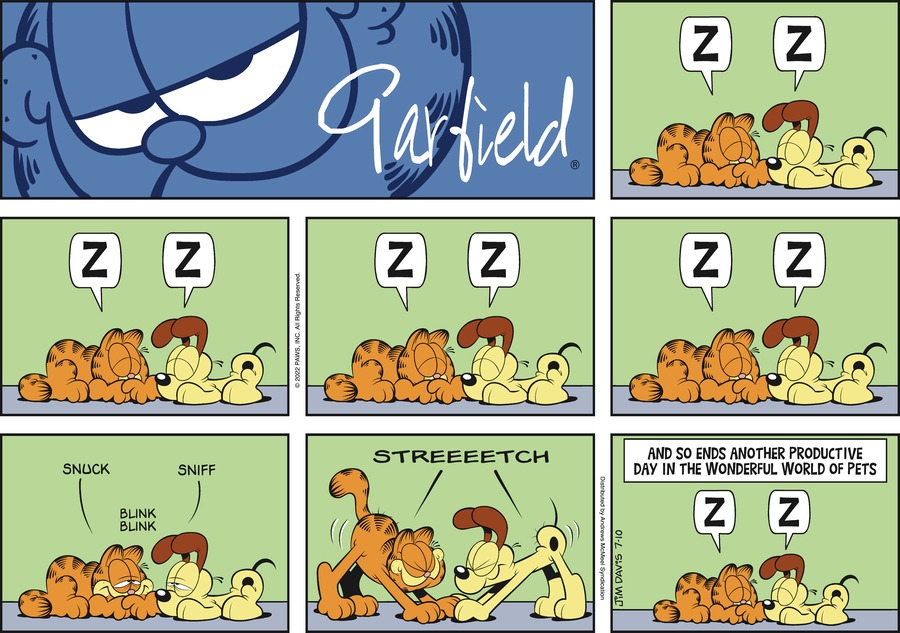 Garfield
®
Z Z
Z Z
© 2022 PAWS, INC. All Rights Reserved.
Z Z
Z Z
SNUCK SNIFF
BLINK
BLINK
STREEEETCH
Distributed by Andrews McMeel Syndication
AND SO ENDS ANOTHER PRODUCTIVE
DAY IN THE WONDERFUL WORLD OF PETS
Z Z
JIM DAVIS 7-10